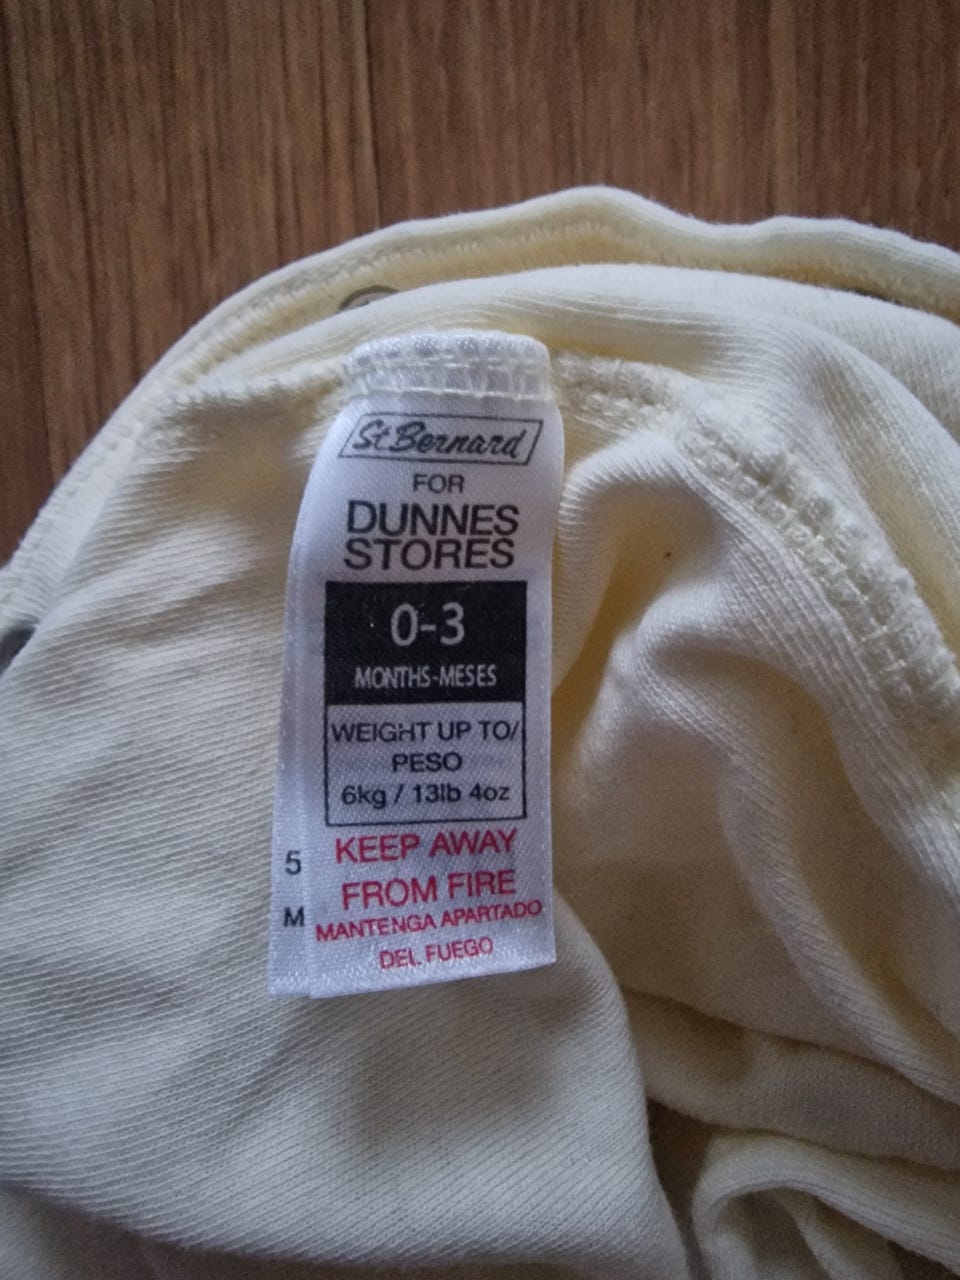 St Bernard
FOR
DUNNES
STORES
0-3
MONTHS-MESES
WEIGHT UP TO/
PESO
6kg / 13lb 4oz
KEEP AWAY
FROM FIRE
MANTENGA APARTADO
DEL FUEGO
5
M